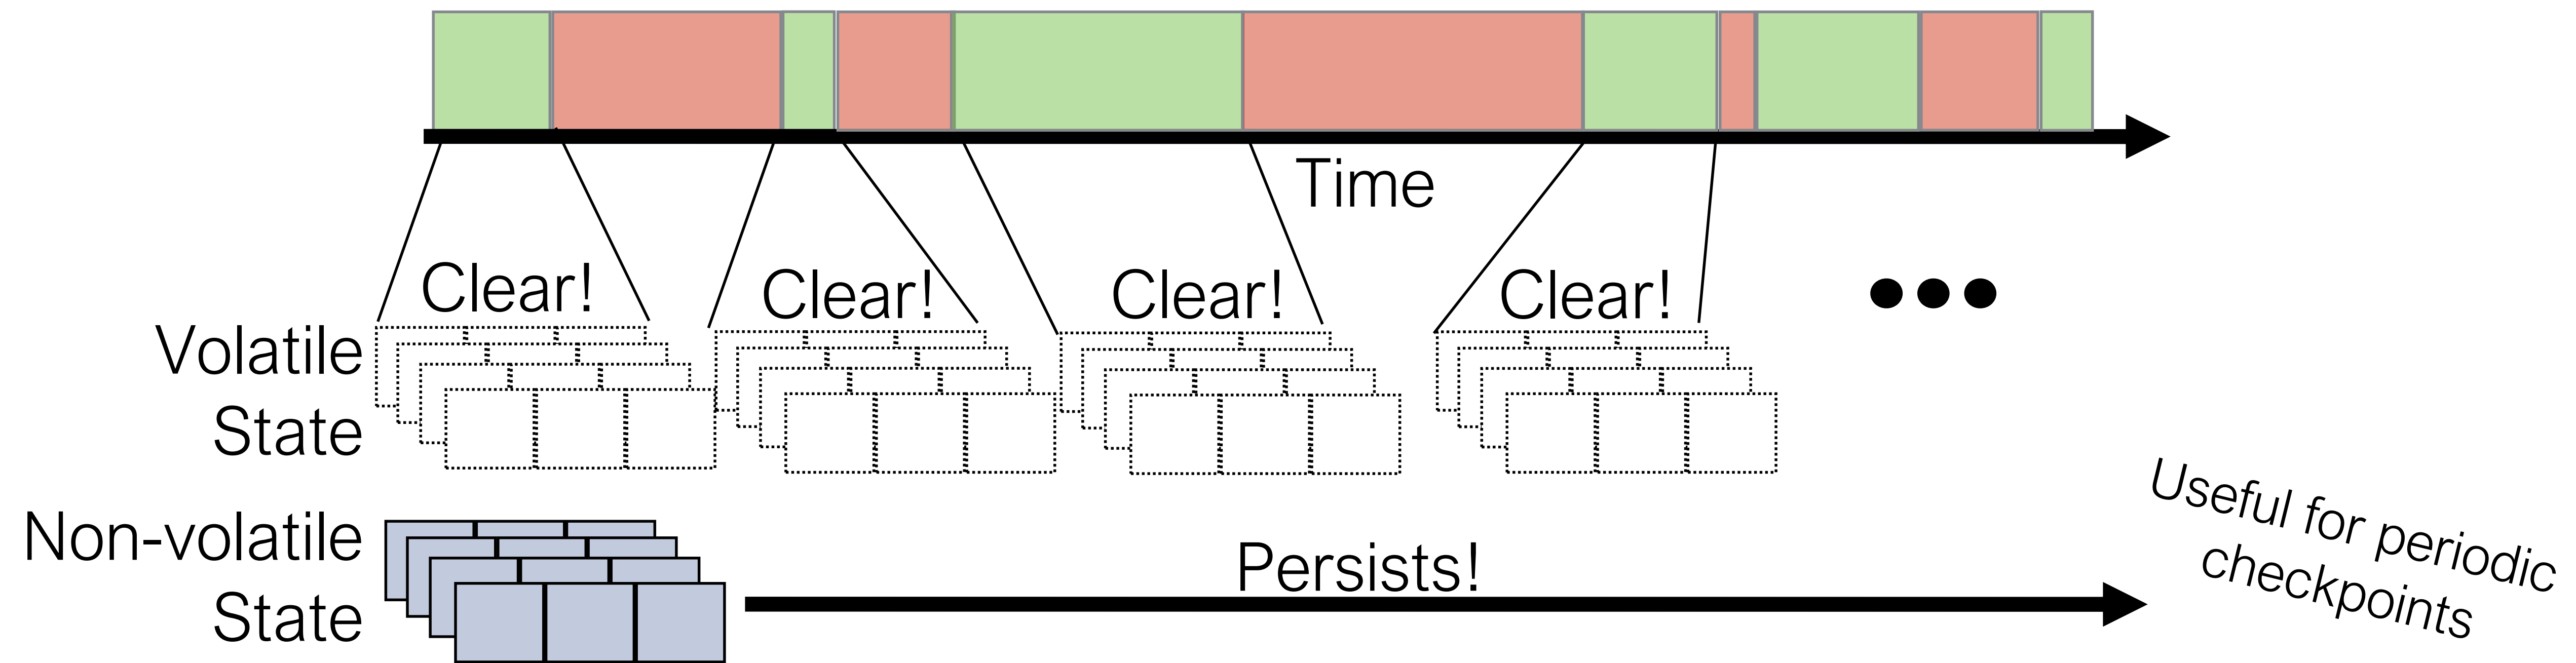 Time
Clear!
Clear!
Clear!
Clear!
Volatile
State
Non-volatile
State
Persists!
Useful for periodic
checkpoints